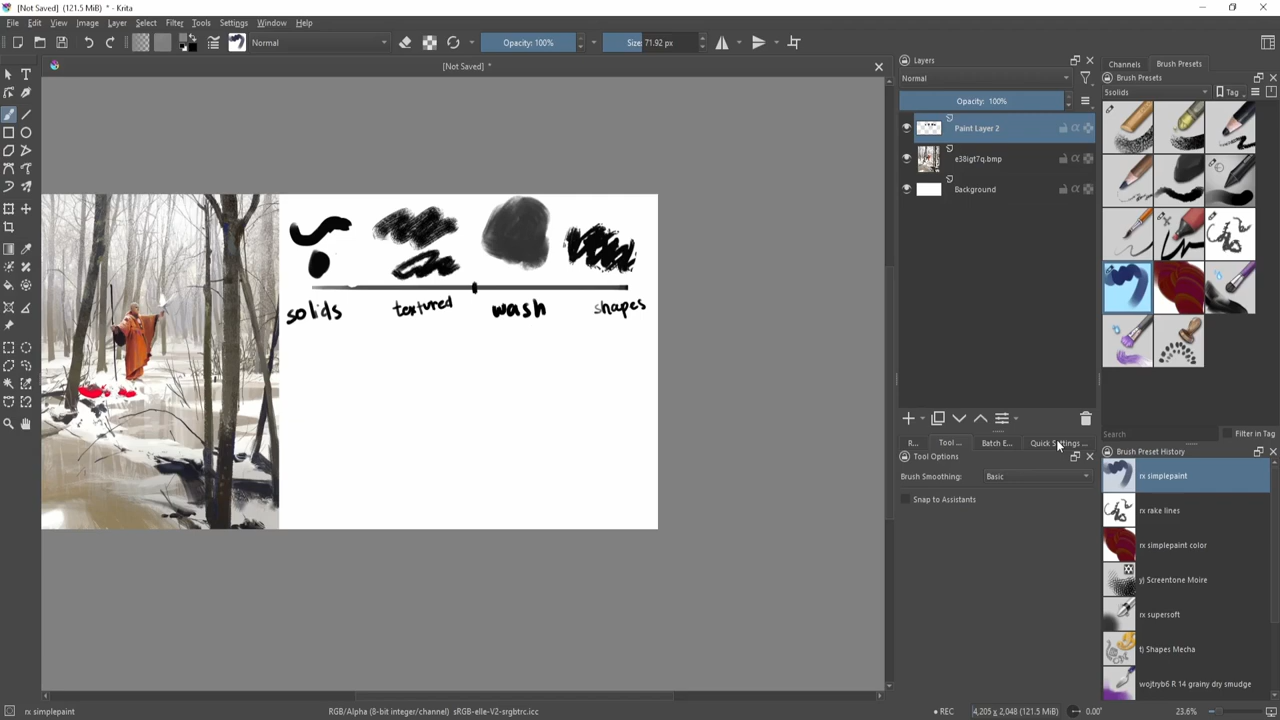 [Not Saved] (121.5 MiB) * - Krita
File Edit View Image Layer Select Filter Tools Settings Window Help
Normal
Opacity: 100%
Size: 71.92 px
[Not Saved] *
Layers
Normal
Opacity: 100%
Paint Layer 2
e38igt7q.bmp
Background
R...
Tool ...
Batch E...
Quick Settings ...
Tool Options
Brush Smoothing: Basic
Snap to Assistants
Channels
Brush Presets
Brush Presets
5solids
Tag
Search
Filter in Tag
Brush Preset History
rx simplepaint
rx rake lines
rx simplepaint color
y) Screentone Moire
rx supersoft
t) Shapes Mecha
wojtryb6 R 14 grainy dry smudge
solids textured wash shapes
rx simplepaint
RGB/Alpha (8-bit integer/channel) sRGB-elle-V2-srgbtrc.icc
REC
4,205 x 2,048 (121.5 MiB)
0.00°
23.6%